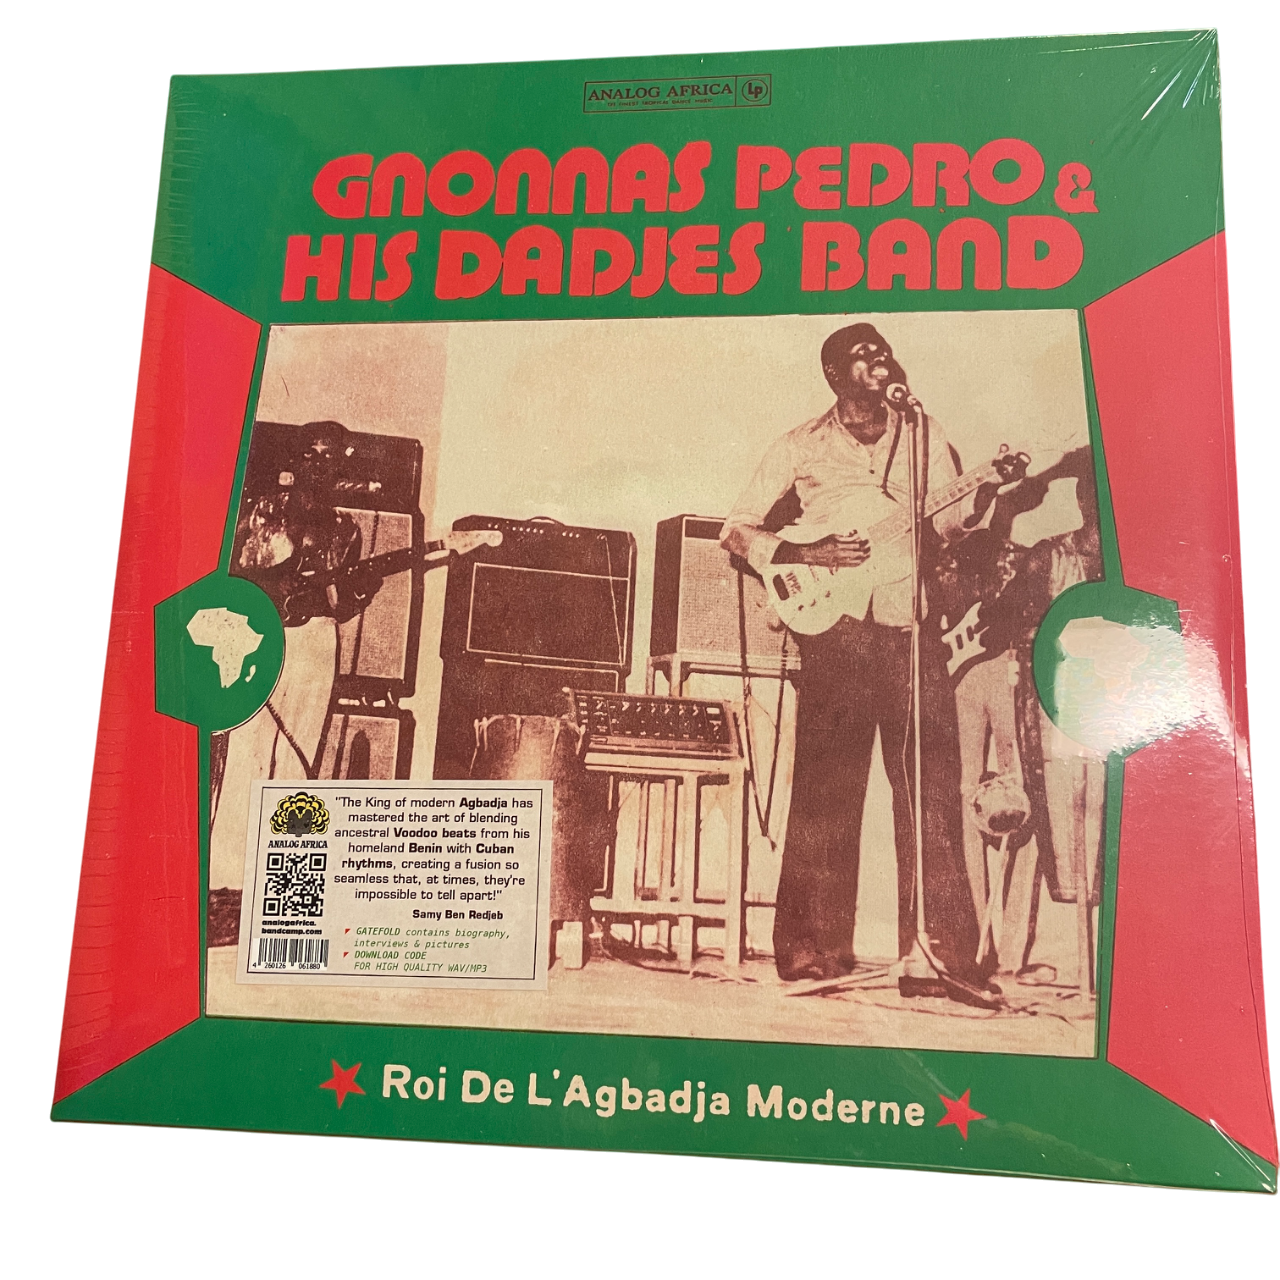 ANALOG AFRICA LP
GNONNAS PEDRO &
HIS DADJES BAND
"The King of modern Agbadja has
mastered the art of blending
ancestral Voodoo beats from his
homeland Benin with Cuban
rhythms, creating a fusion so
seamless that, at times, they're
impossible to tell apart!"
Samy Ben Redjeb
ANALOG AFRICA
analogafrica.
bandcamp.com
4 260126 061880
GATEFOLD contains biography,
interviews & pictures
DOWNLOAD CODE
FOR HIGH QUALITY WAV/MP3
Roi De L'Agbadja Moderne